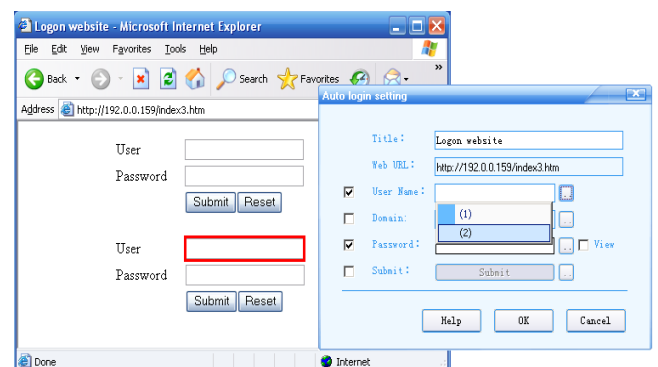 Logon website - Microsoft Internet Explorer
File Edit View Favorites Tools Help
Back Search Favorites
Address http://192.0.0.159/index3.htm
User
Password
Submit Reset
User
Password
Submit Reset
Done Internet
Auto login setting
Title: Logon website
Web URL: http://192.0.0.159/index3.htm
User Name: ..
(1)
(2)
Domain: ..
Password: .. View
Submit: Submit ..
Help OK Cancel